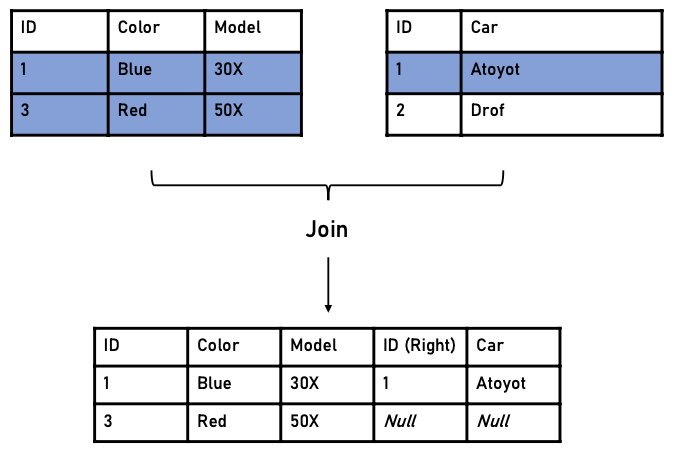 ID Color Model
1 Blue 30X
3 Red 50X
ID Car
1 Atoyot
2 Drof
Join
ID Color Model ID (Right) Car
1 Blue 30X 1 Atoyot
3 Red 50X Null Null